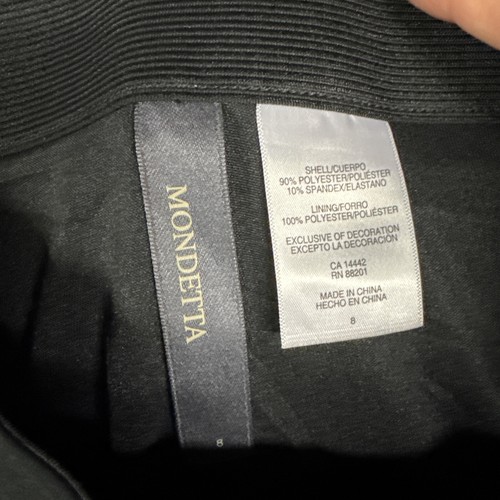 MONDETTA
8
SHELL/CUERPO
90% POLYESTER/POLIÉSTER
10% SPANDEX/ELASTANO
LINING/FORRO
100% POLYESTER/POLIÉSTER
EXCLUSIVE OF DECORATION
EXCEPTO LA DECORACIÓN
CA 14442
RN 88201
MADE IN CHINA
HECHO EN CHINA
8